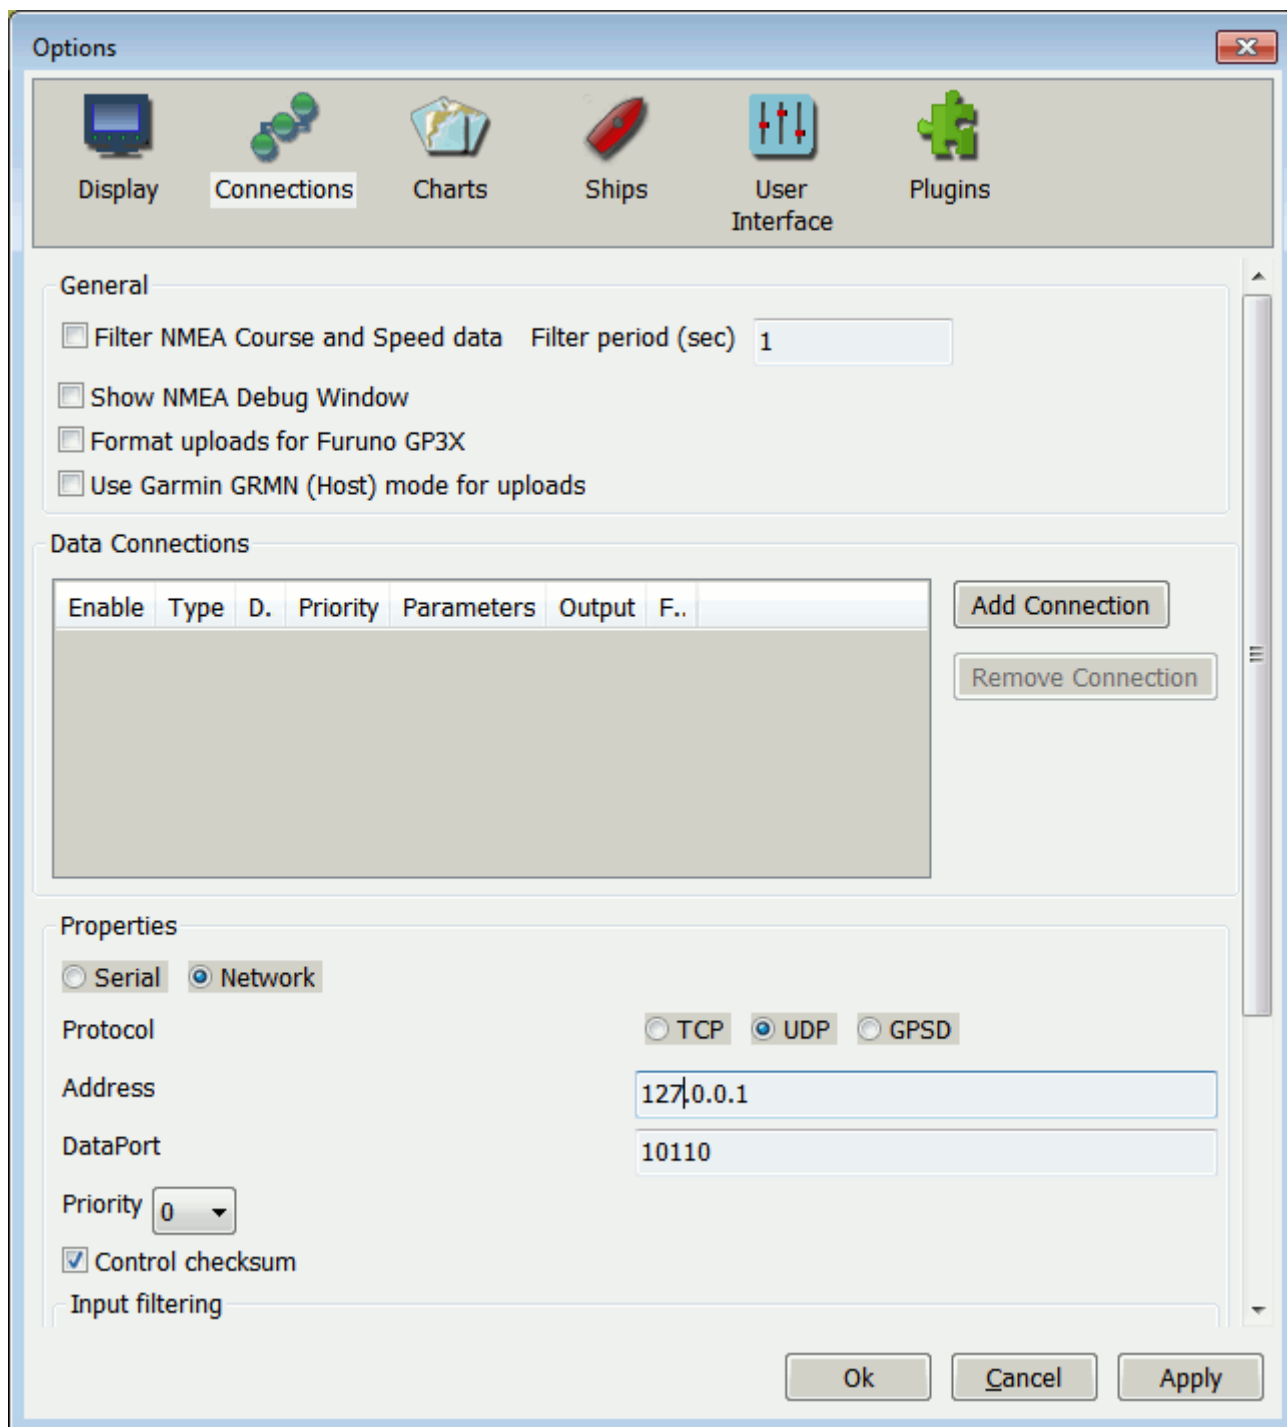 Options
Display Connections Charts Ships User Interface Plugins
General
Filter NMEA Course and Speed data Filter period (sec) 1
Show NMEA Debug Window
Format uploads for Furuno GP3X
Use Garmin GRMN (Host) mode for uploads
Data Connections
Enable Type D. Priority Parameters Output F..
Add Connection
Remove Connection
Properties
Serial Network
Protocol TCP UDP GPSD
Address 127.0.0.1
DataPort 10110
Priority 0
Control checksum
Input filtering
Ok Cancel Apply